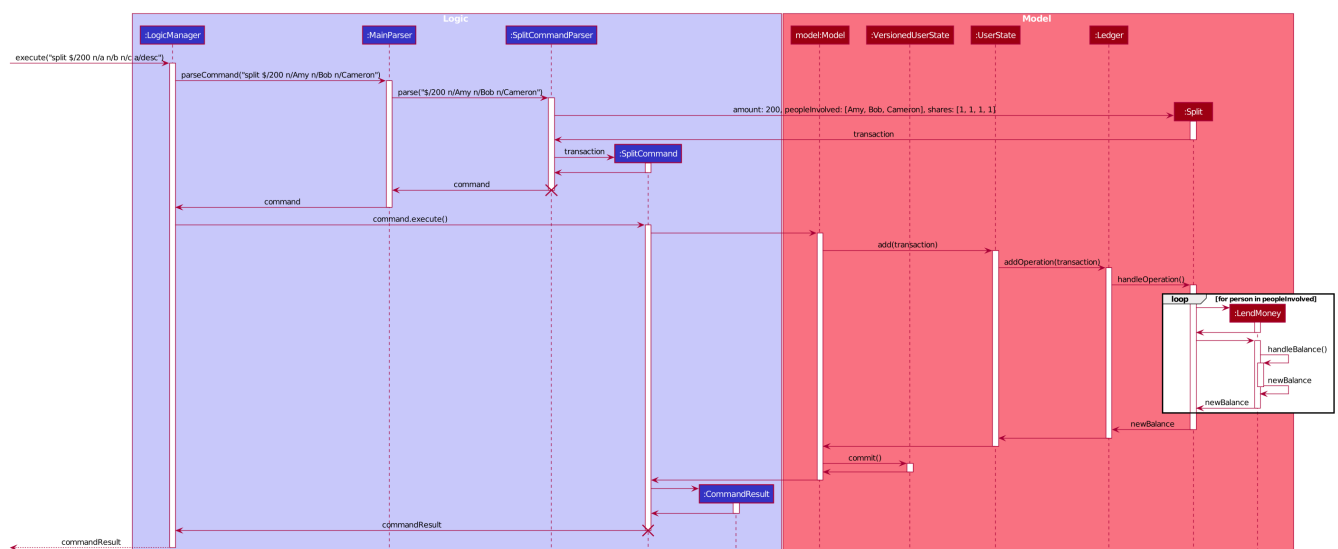 Logic
Model
:LogicManager
:MainParser
:SplitCommandParser
model:Model
:VersionedUserState
:UserState
:Ledger
execute("split $/200 n/a n/b n/c a/desc")
parseCommand("split $/200 n/Amy n/Bob n/Cameron")
parse("$/200 n/Amy n/Bob n/Cameron")
amount: 200, peopleInvolved: [Amy, Bob, Cameron], shares: [1, 1, 1, 1]
:Split
transaction
transaction
:SplitCommand
command
command
command.execute()
add(transaction)
addOperation(transaction)
handleOperation()
loop
[for person in peopleInvolved]
:LendMoney
handleBalance()
newBalance
newBalance
newBalance
commit()
:CommandResult
commandResult
commandResult